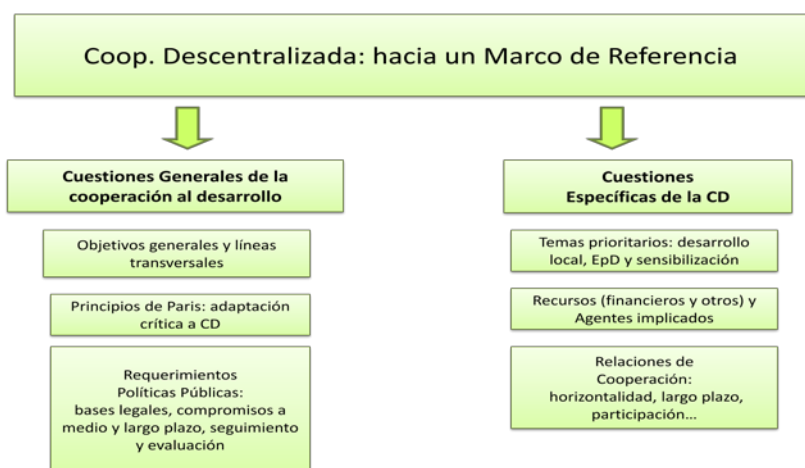 Coop. Descentralizada: hacia un Marco de Referencia
Cuestiones Generales de la
cooperación al desarrollo
Objetivos generales y líneas
transversales
Principios de Paris: adaptación
crítica a CD
Requerimientos
Políticas Públicas:
bases legales, compromisos a
medio y largo plazo, seguimiento
y evaluación
Cuestiones
Específicas de la CD
Temas prioritarios: desarrollo
local, EpD y sensibilización
Recursos (financieros y otros) y
Agentes implicados
Relaciones de
Cooperación:
horizontalidad, largo plazo,
participación...